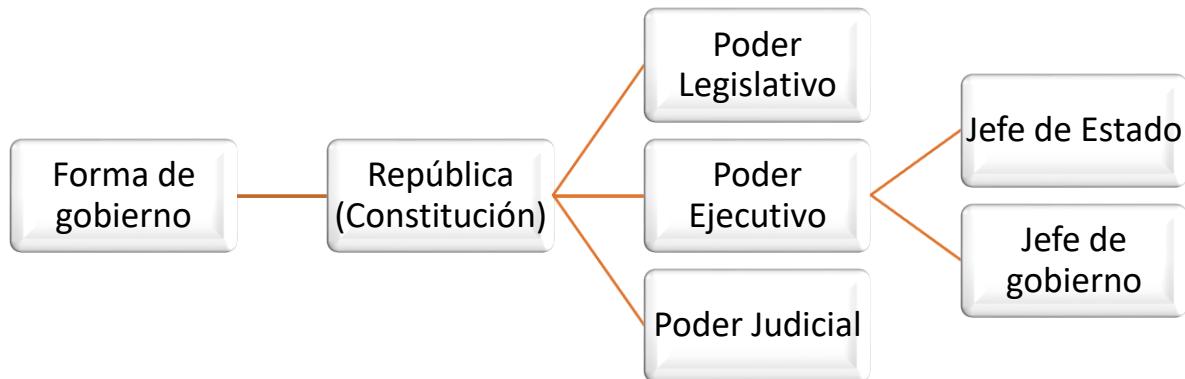 Forma de
gobierno
República
(Constitución)
Poder
Legislativo
Poder
Ejecutivo
Poder Judicial
Jefe de Estado
Jefe de
gobierno